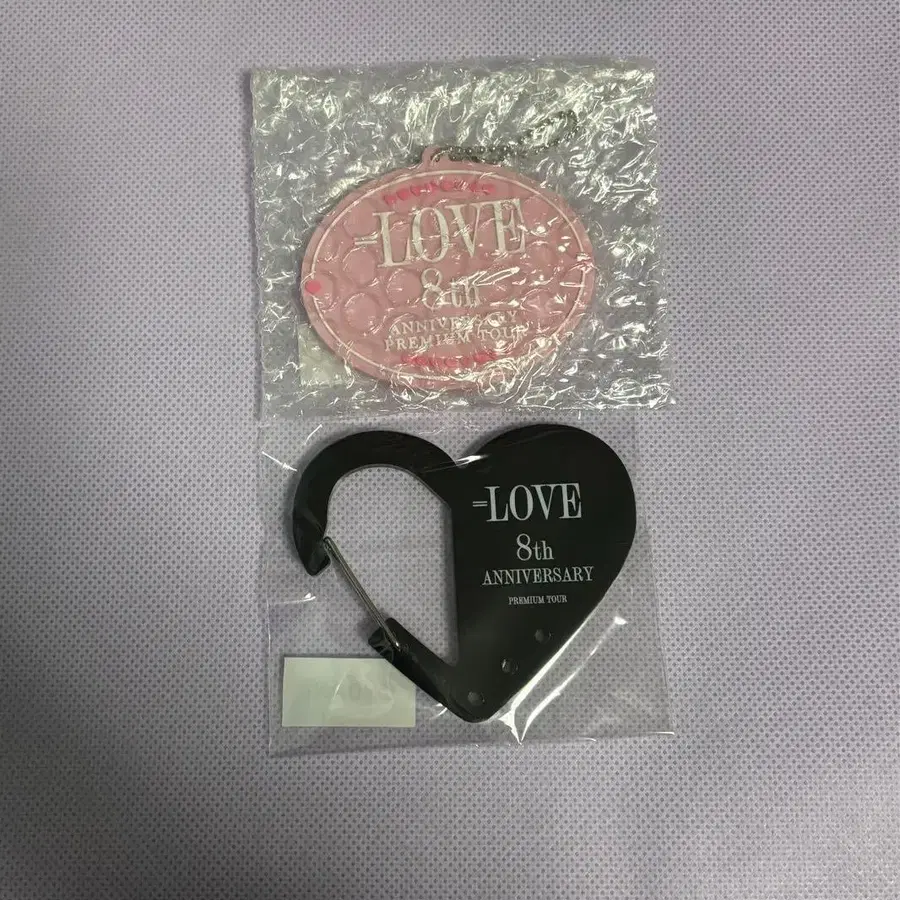 =LOVE
8th
ANNIVERSARY
PREMIUM TOUR
=LOVE
8th
ANNIVERSARY
PREMIUM TOUR